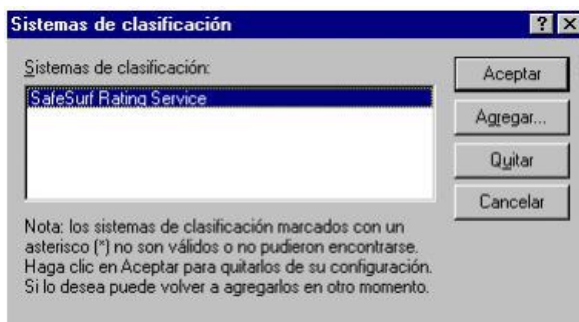 Sistemas de clasificación
Sistemas de clasificación:
SafeSurf Rating Service
Aceptar
Agregar...
Quitar
Cancelar
Nota: los sistemas de clasificación marcados con un
asterisco (*) no son válidos o no pudieron encontrarse.
Haga clic en Aceptar para quitarlos de su configuración.
Si lo desea puede volver a agregarlos en otro momento.